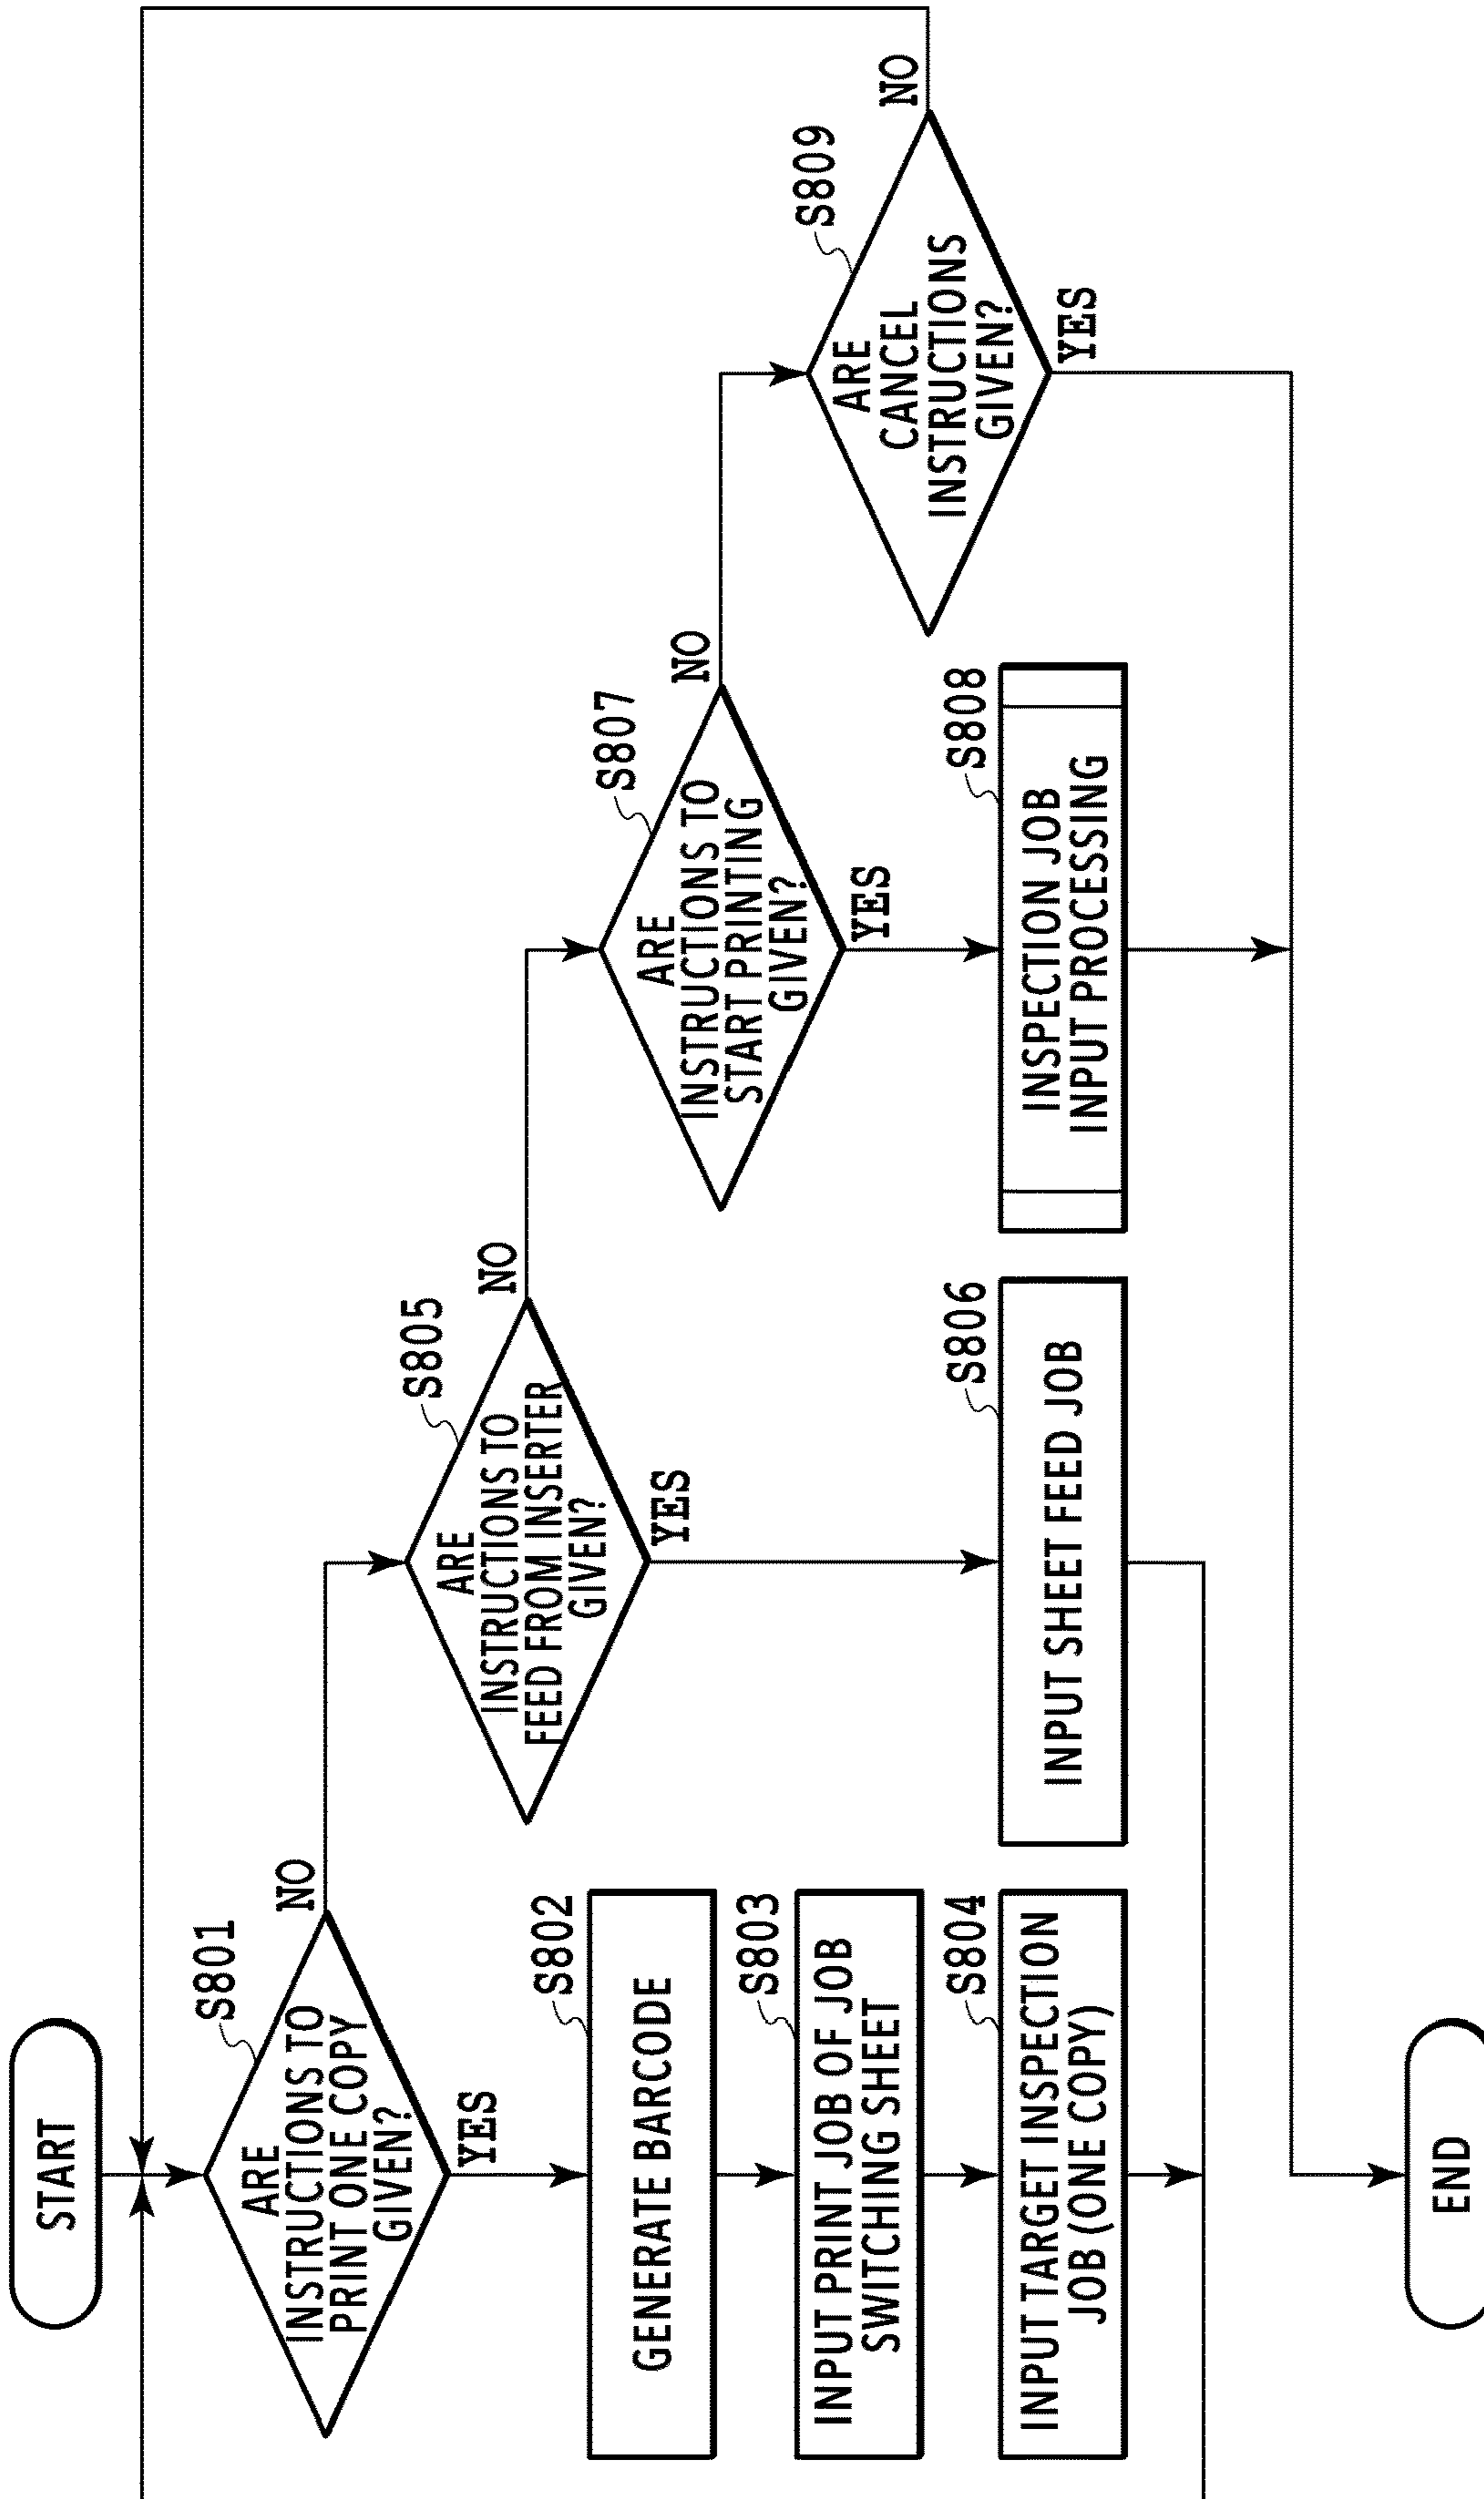 START
S801
ARE
INSTRUCTIONS TO
PRINT ONE COPY
GIVEN?
NO
YES
S802
GENERATE BARCODE
S803
INPUT PRINT JOB OF JOB
SWITCHING SHEET
S804
INPUT TARGET INSPECTION
JOB (ONE COPY)
S805
ARE
INSTRUCTIONS TO
FEED FROM INSERTER
GIVEN?
NO
YES
S806
INPUT SHEET FEED JOB
S807
ARE
INSTRUCTIONS TO
START PRINTING
GIVEN?
NO
YES
S808
INSPECTION JOB
INPUT PROCESSING
S809
ARE
CANCEL
INSTRUCTIONS
GIVEN?
NO
YES
END